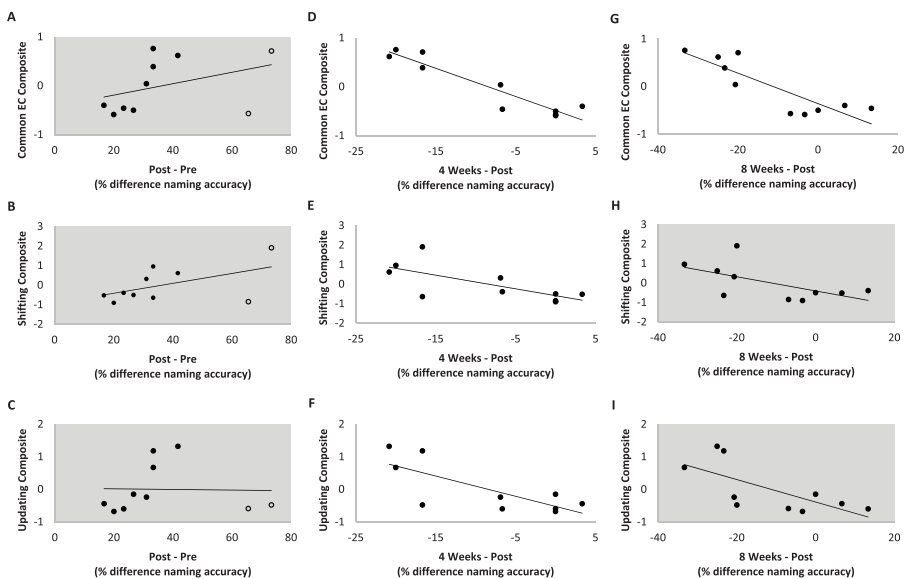 A
Common EC Composite
1
0
-1
0
20
40
60
80
Post - Pre
(% difference naming accuracy)
D
Common EC Composite
1
0
-1
-25
-15
-5
5
4 Weeks - Post
(% difference naming accuracy)
G
Common EC Composite
1
0
-1
-40
-20
0
20
8 Weeks - Post
(% difference naming accuracy)
B
Shifting Composite
3
2
1
0
-1
-2
0
20
40
60
80
Post - Pre
(% difference naming accuracy)
E
Shifting Composite
3
2
1
0
-1
-2
-25
-15
-5
5
4 Weeks - Post
(% difference naming accuracy)
H
Shifting Composite
3
2
1
0
-1
-2
-40
-20
0
20
8 Weeks - Post
(% difference naming accuracy)
C
Updating Composite
2
1
0
-1
0
20
40
60
80
Post - Pre
(% difference naming accuracy)
F
Updating Composite
2
1
0
-1
-25
-15
-5
5
4 Weeks - Post
(% difference naming accuracy)
I
Updating Composite
2
1
0
-1
-40
-20
0
20
8 Weeks - Post
(% difference naming accuracy)